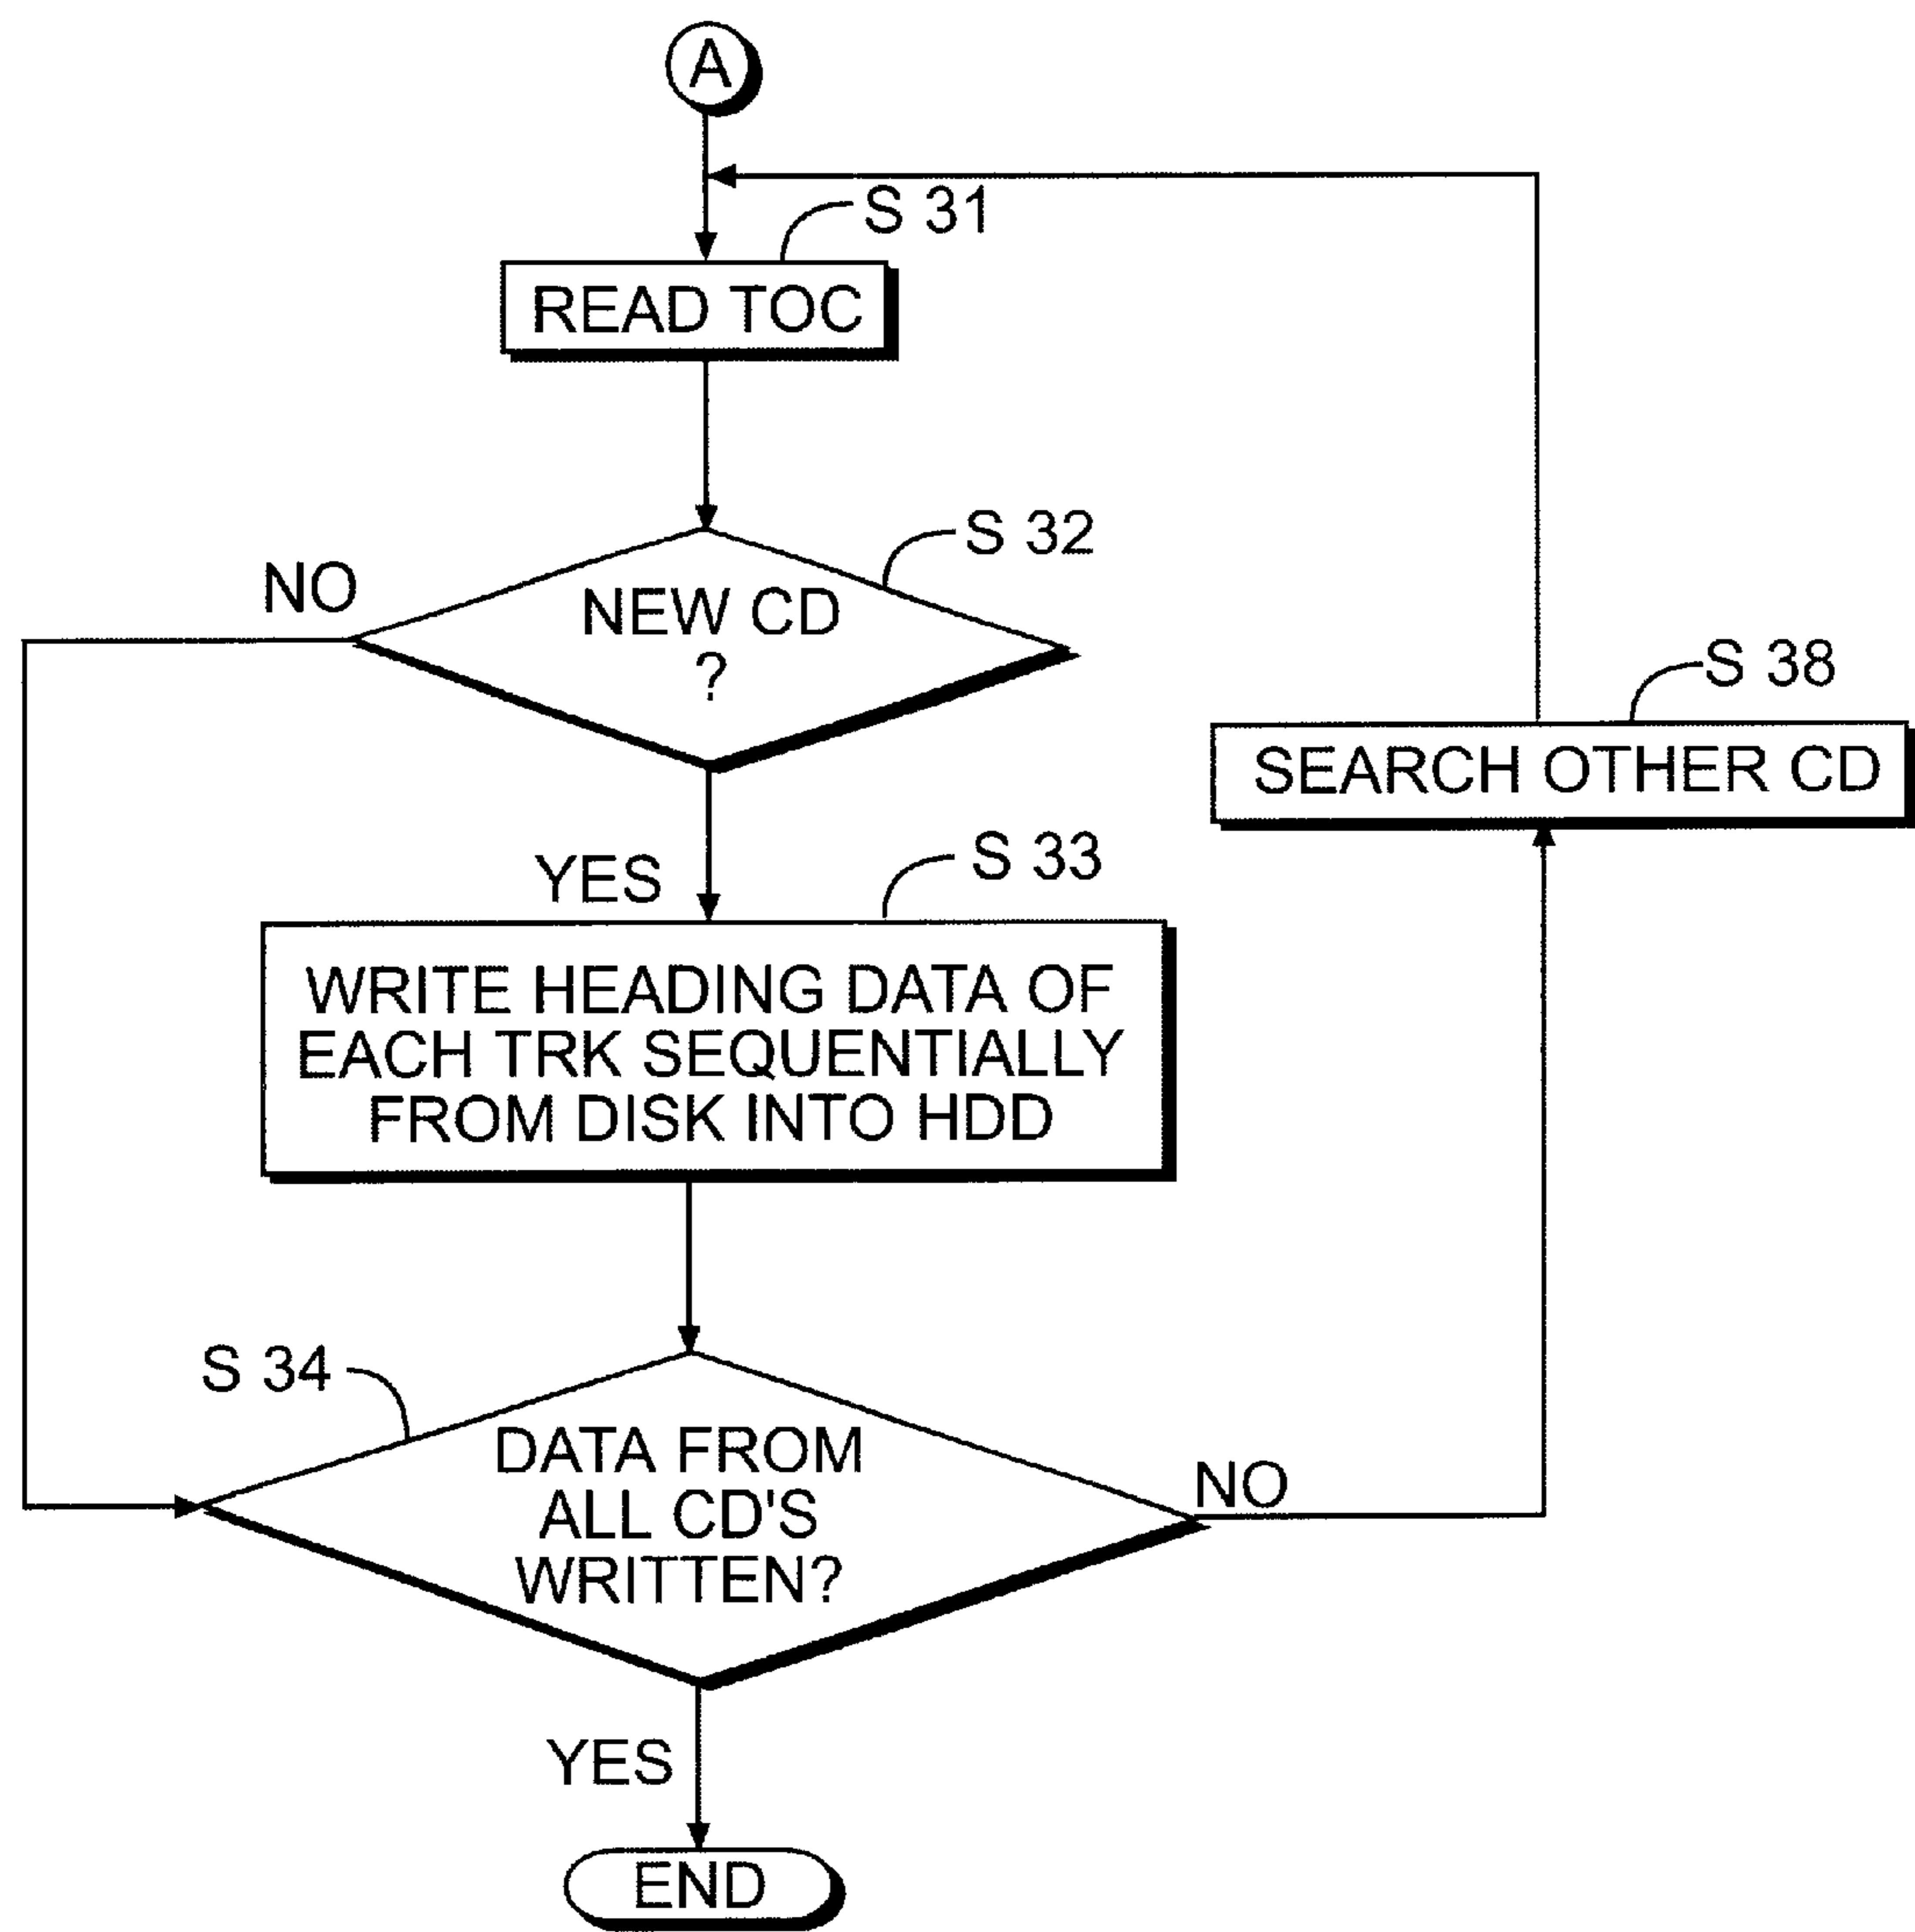 A
S 31
READ TOC
S 32
NO
NEW CD
?
S 38
SEARCH OTHER CD
YES
S 33
WRITE HEADING DATA OF
EACH TRK SEQUENTIALLY
FROM DISK INTO HDD
S 34
DATA FROM
ALL CD'S
WRITTEN?
NO
YES
END